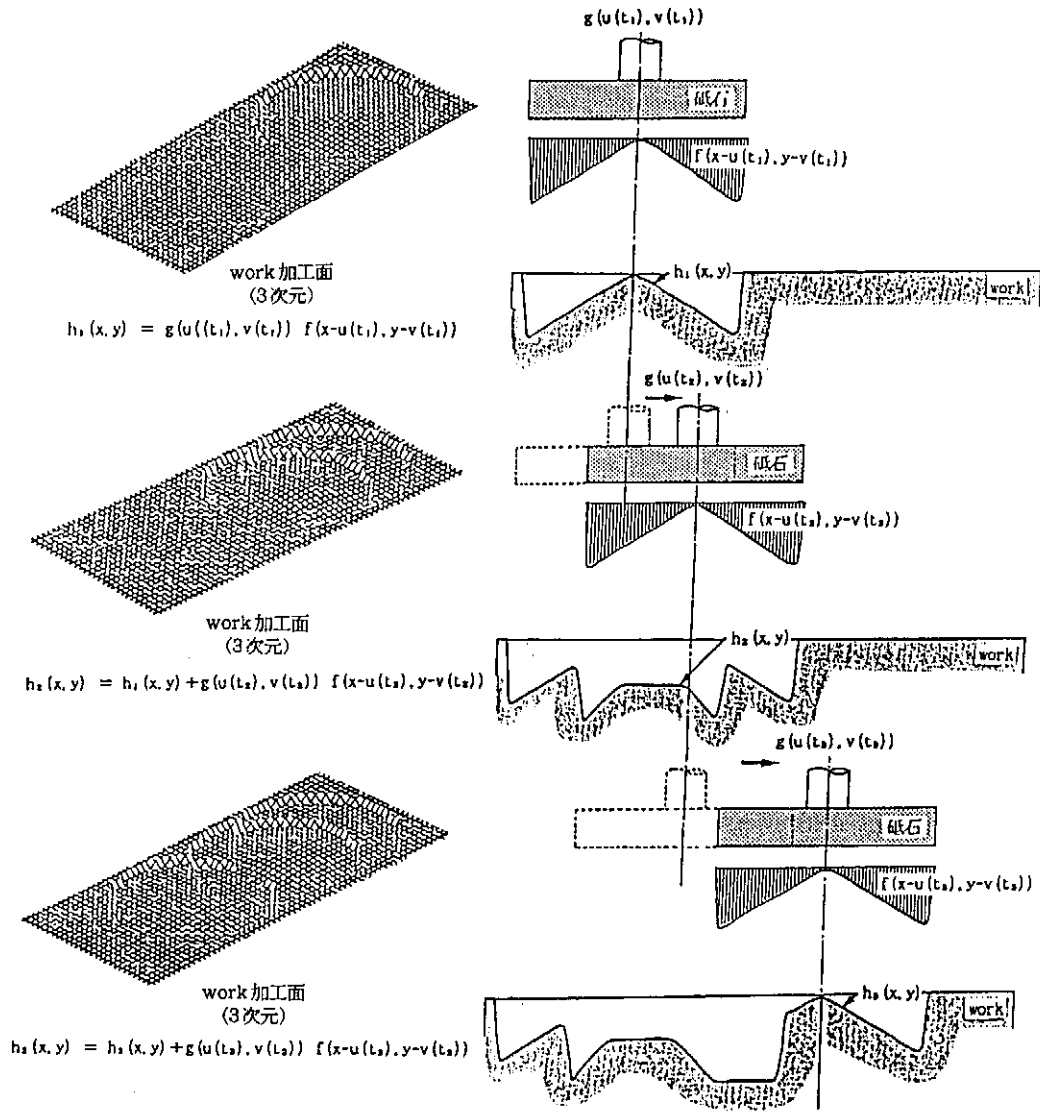 g(u(t₁), v(t₁))
砥石
f(x-u(t₁), y-v(t₁))
h₁(x, y)
work
work 加工面
(3次元)
h₁(x, y) = g(u((t₁), v(t₁)) f(x-u(t₁), y-v(t₁))
g(u(t₂), v(t₂))
砥石
f(x-u(t₂), y-v(t₂))
h₂(x, y)
work
work 加工面
(3次元)
h₂(x, y) = h₁(x, y)+g(u(t₂), v(t₂)) f(x-u(t₂), y-v(t₂))
g(u(t₃), v(t₃))
砥石
f(x-u(t₃), y-v(t₃))
h₃(x, y)
work
work 加工面
(3次元)
h₃(x, y) = h₂(x, y)+g(u(t₃), v(t₃)) f(x-u(t₃), y-v(t₃))